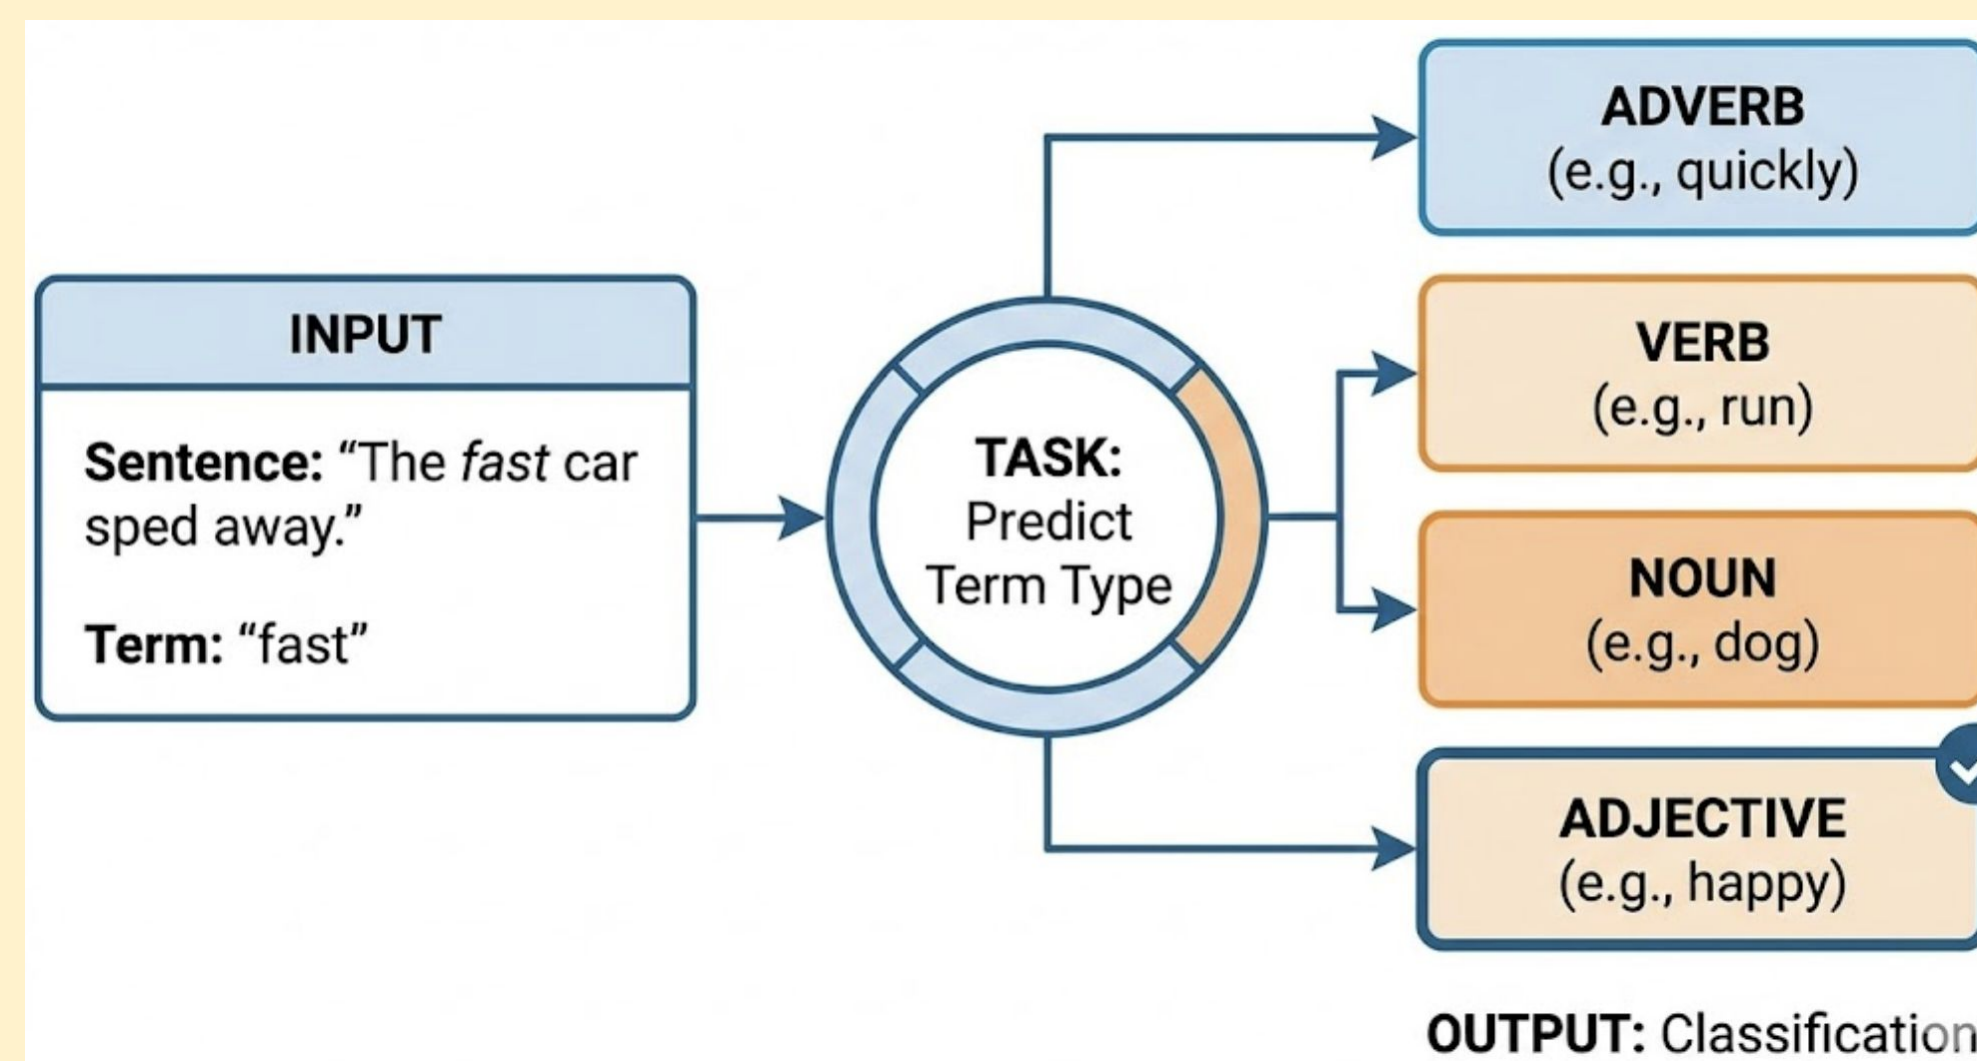 INPUT
Sentence: “The fast car
sped away.”
Term: “fast”
TASK:
Predict
Term Type
ADVERB
(e.g., quickly)
VERB
(e.g., run)
NOUN
(e.g., dog)
ADJECTIVE
(e.g., happy)
OUTPUT: Classification